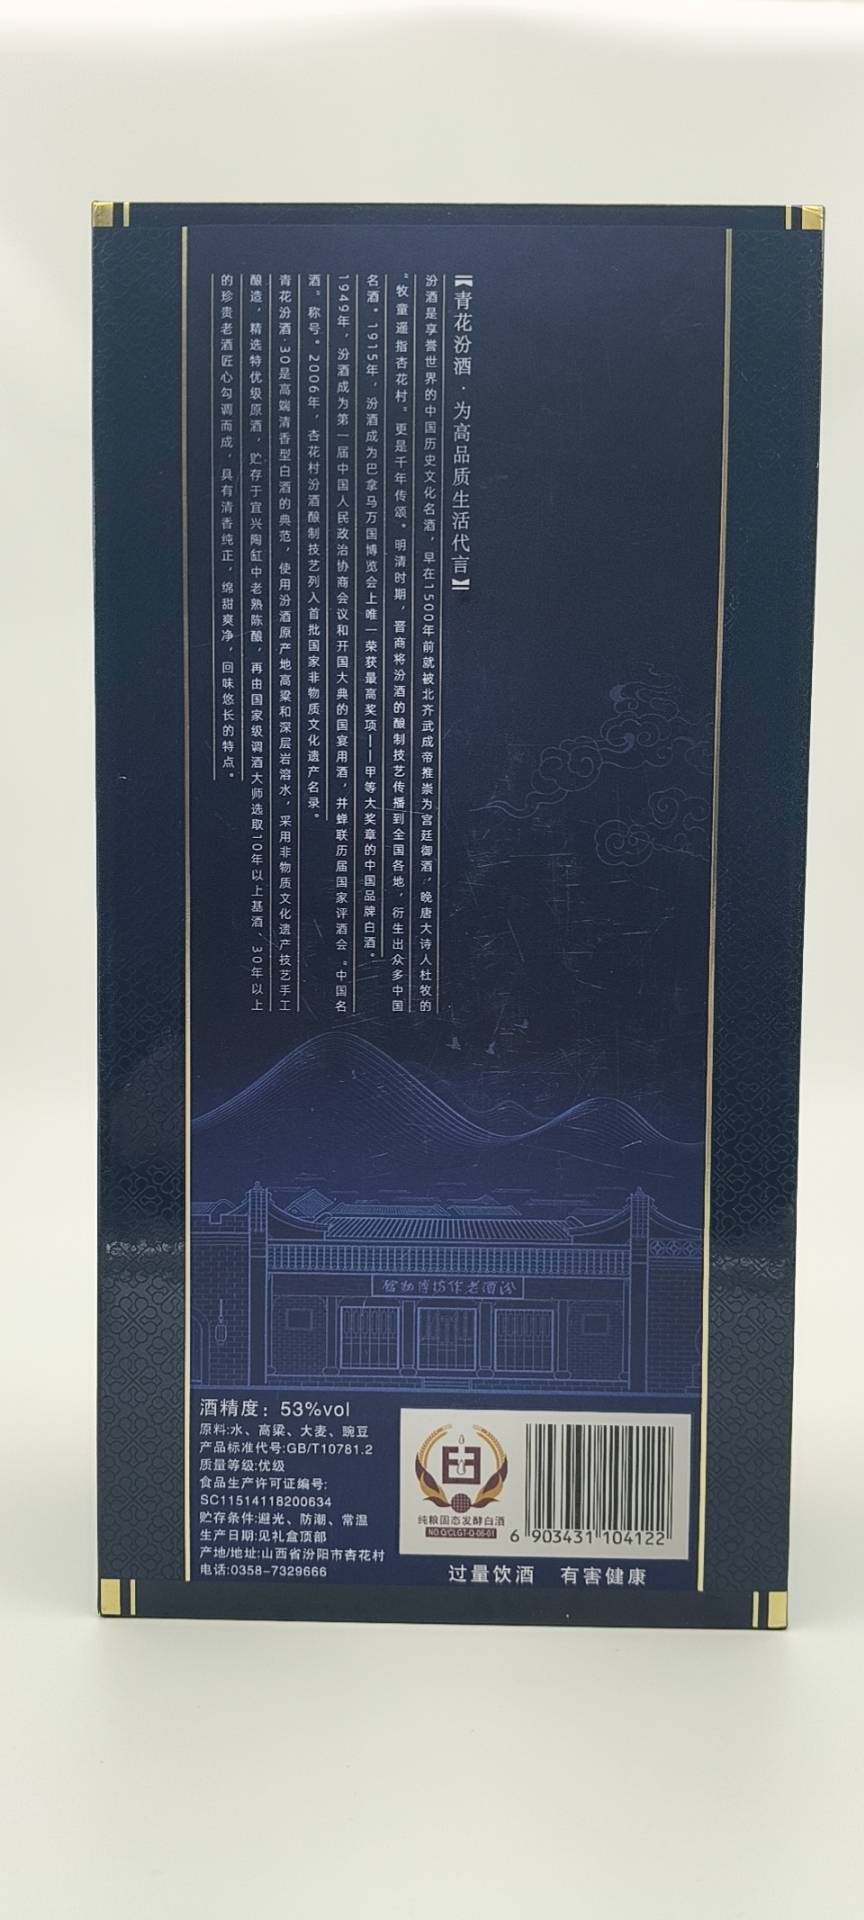 【青花汾酒·为高品质生活代言】
汾酒是享誉世界的中国历史文化名酒，早在1500年前就被北齐武成帝推崇为宫廷御酒，晚唐大诗人杜牧的
“牧童遥指杏花村”更是千年传颂。明清时期，晋商将汾酒的酿制技艺传播到全国各地，衍生出众多中国
名酒。1915年，汾酒成为巴拿马万国博览会上唯一荣获最高奖项——甲等大奖章的中国品牌白酒。
1949年，汾酒成为第一届中国人民政治协商会议和开国大典的国宴用酒，并蝉联历届国家评酒会“中国名
酒”称号。2006年，杏花村汾酒酿制技艺列入首批国家非物质文化遗产名录。
青花汾酒·30是高端清香型白酒的典范，使用汾酒原产地高粱和深层岩溶水，采用非物质文化遗产技艺手工
酿造，精选特优级原酒，贮存于宜兴陶缸中老熟陈酿，再由国家级调酒大师选取10年以上基酒、30年以上
的珍贵老酒匠心勾调而成，具有清香纯正，绵甜爽净，回味悠长的特点。
馆物博坊作老酒汾
酒精度：53%vol
原料:水、高粱、大麦、豌豆
产品标准代号:GB/T10781.2
质量等级:优级
食品生产许可证编号:
SC11514118200634
贮存条件:避光、防潮、常温
生产日期:见礼盒顶部
产地/地址:山西省汾阳市杏花村
电话:0358-7329666
纯粮固态发酵白酒
NO.Q/CLGT-Q-06-01
6 903431 104122
过量饮酒 有害健康